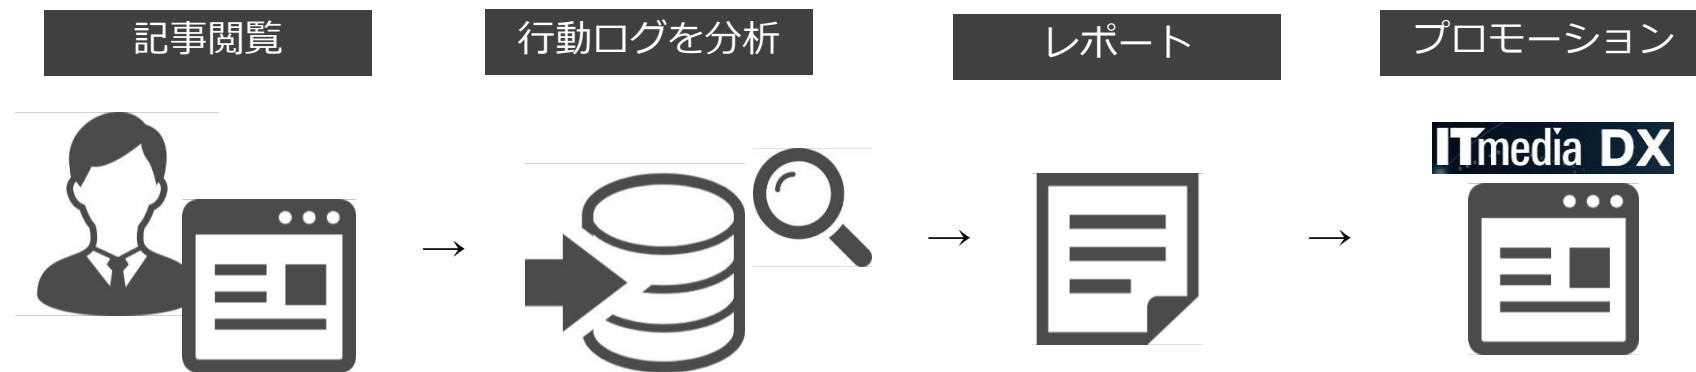 記事閲覧
行動ログを分析
レポート
プロモーション
ITmedia DX
→
→
→